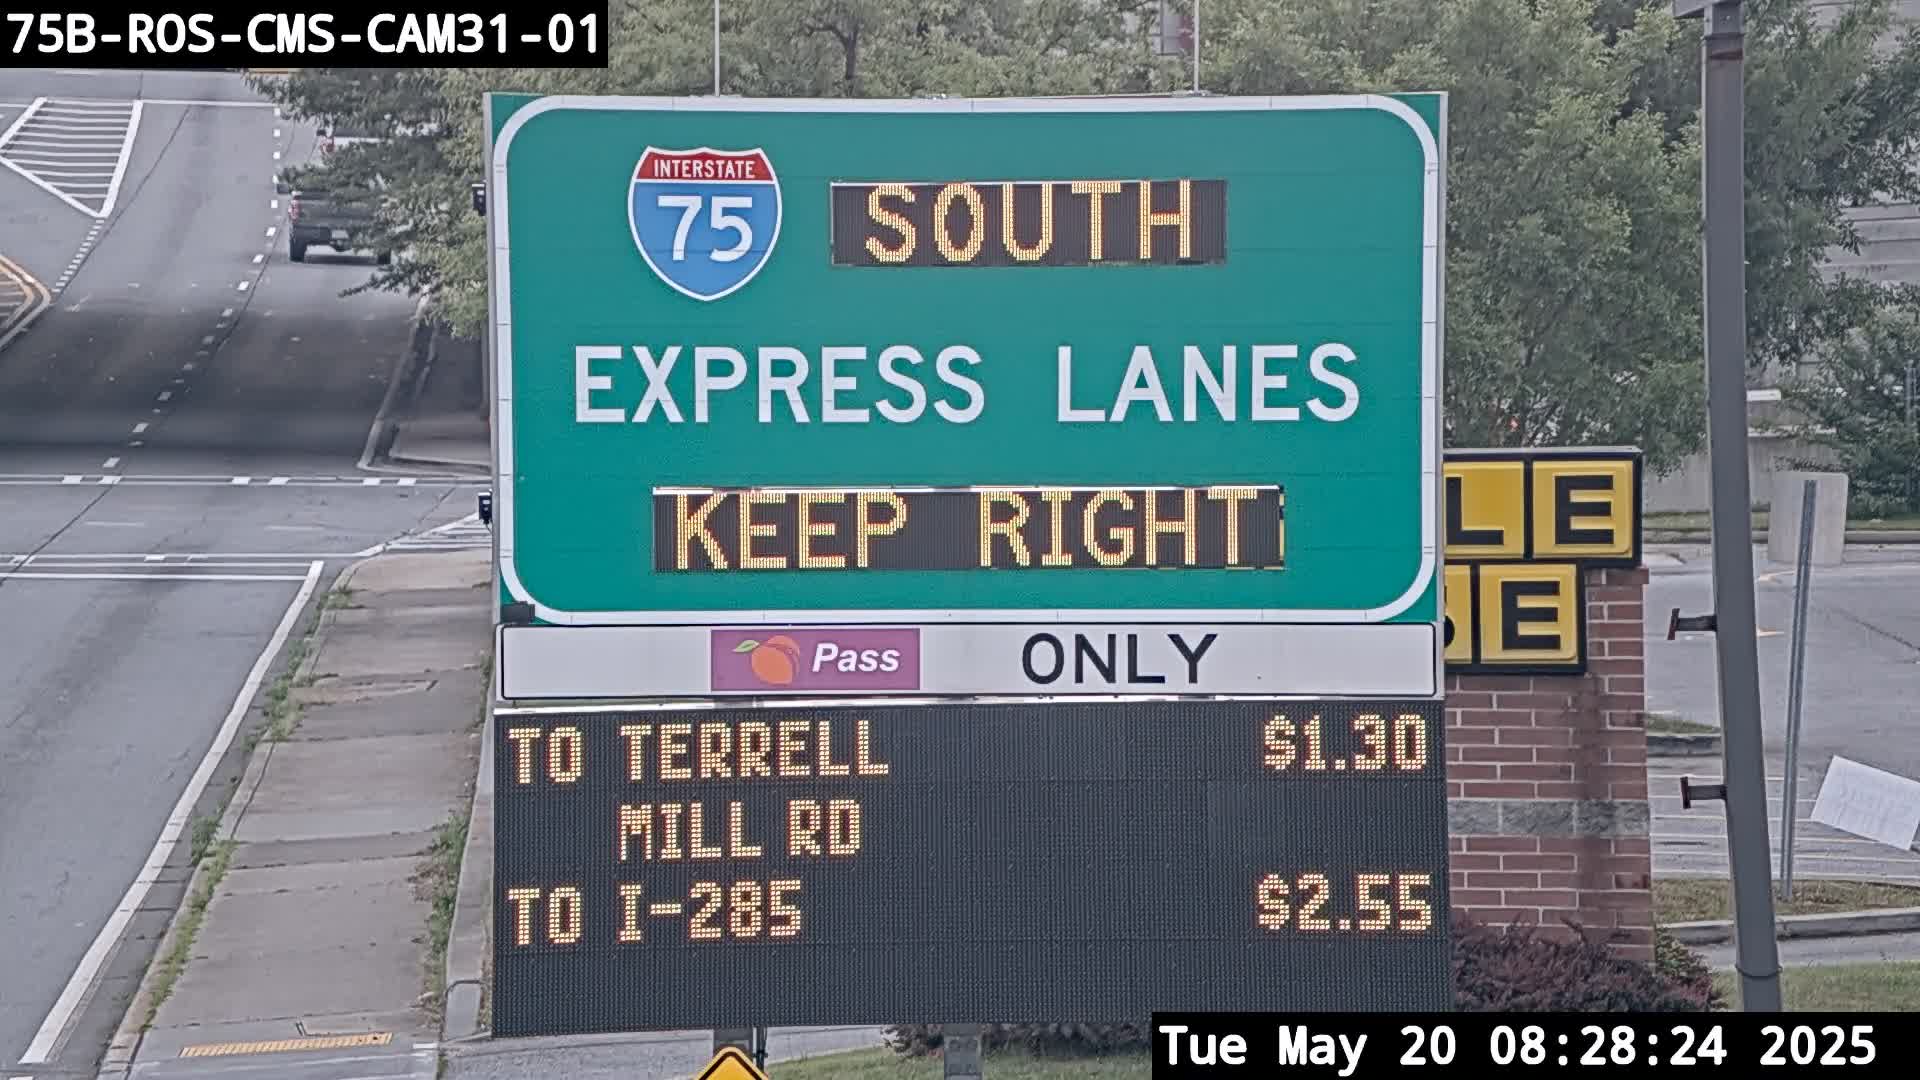 75B-ROS-CMS-CAM31-01
INTERSTATE
75
SOUTH
EXPRESS LANES
KEEP RIGHT
LE
E
Pass ONLY
TO TERRELL $1.30
MILL RD
TO I-285 $2.55
Tue May 20 08:28:24 2025